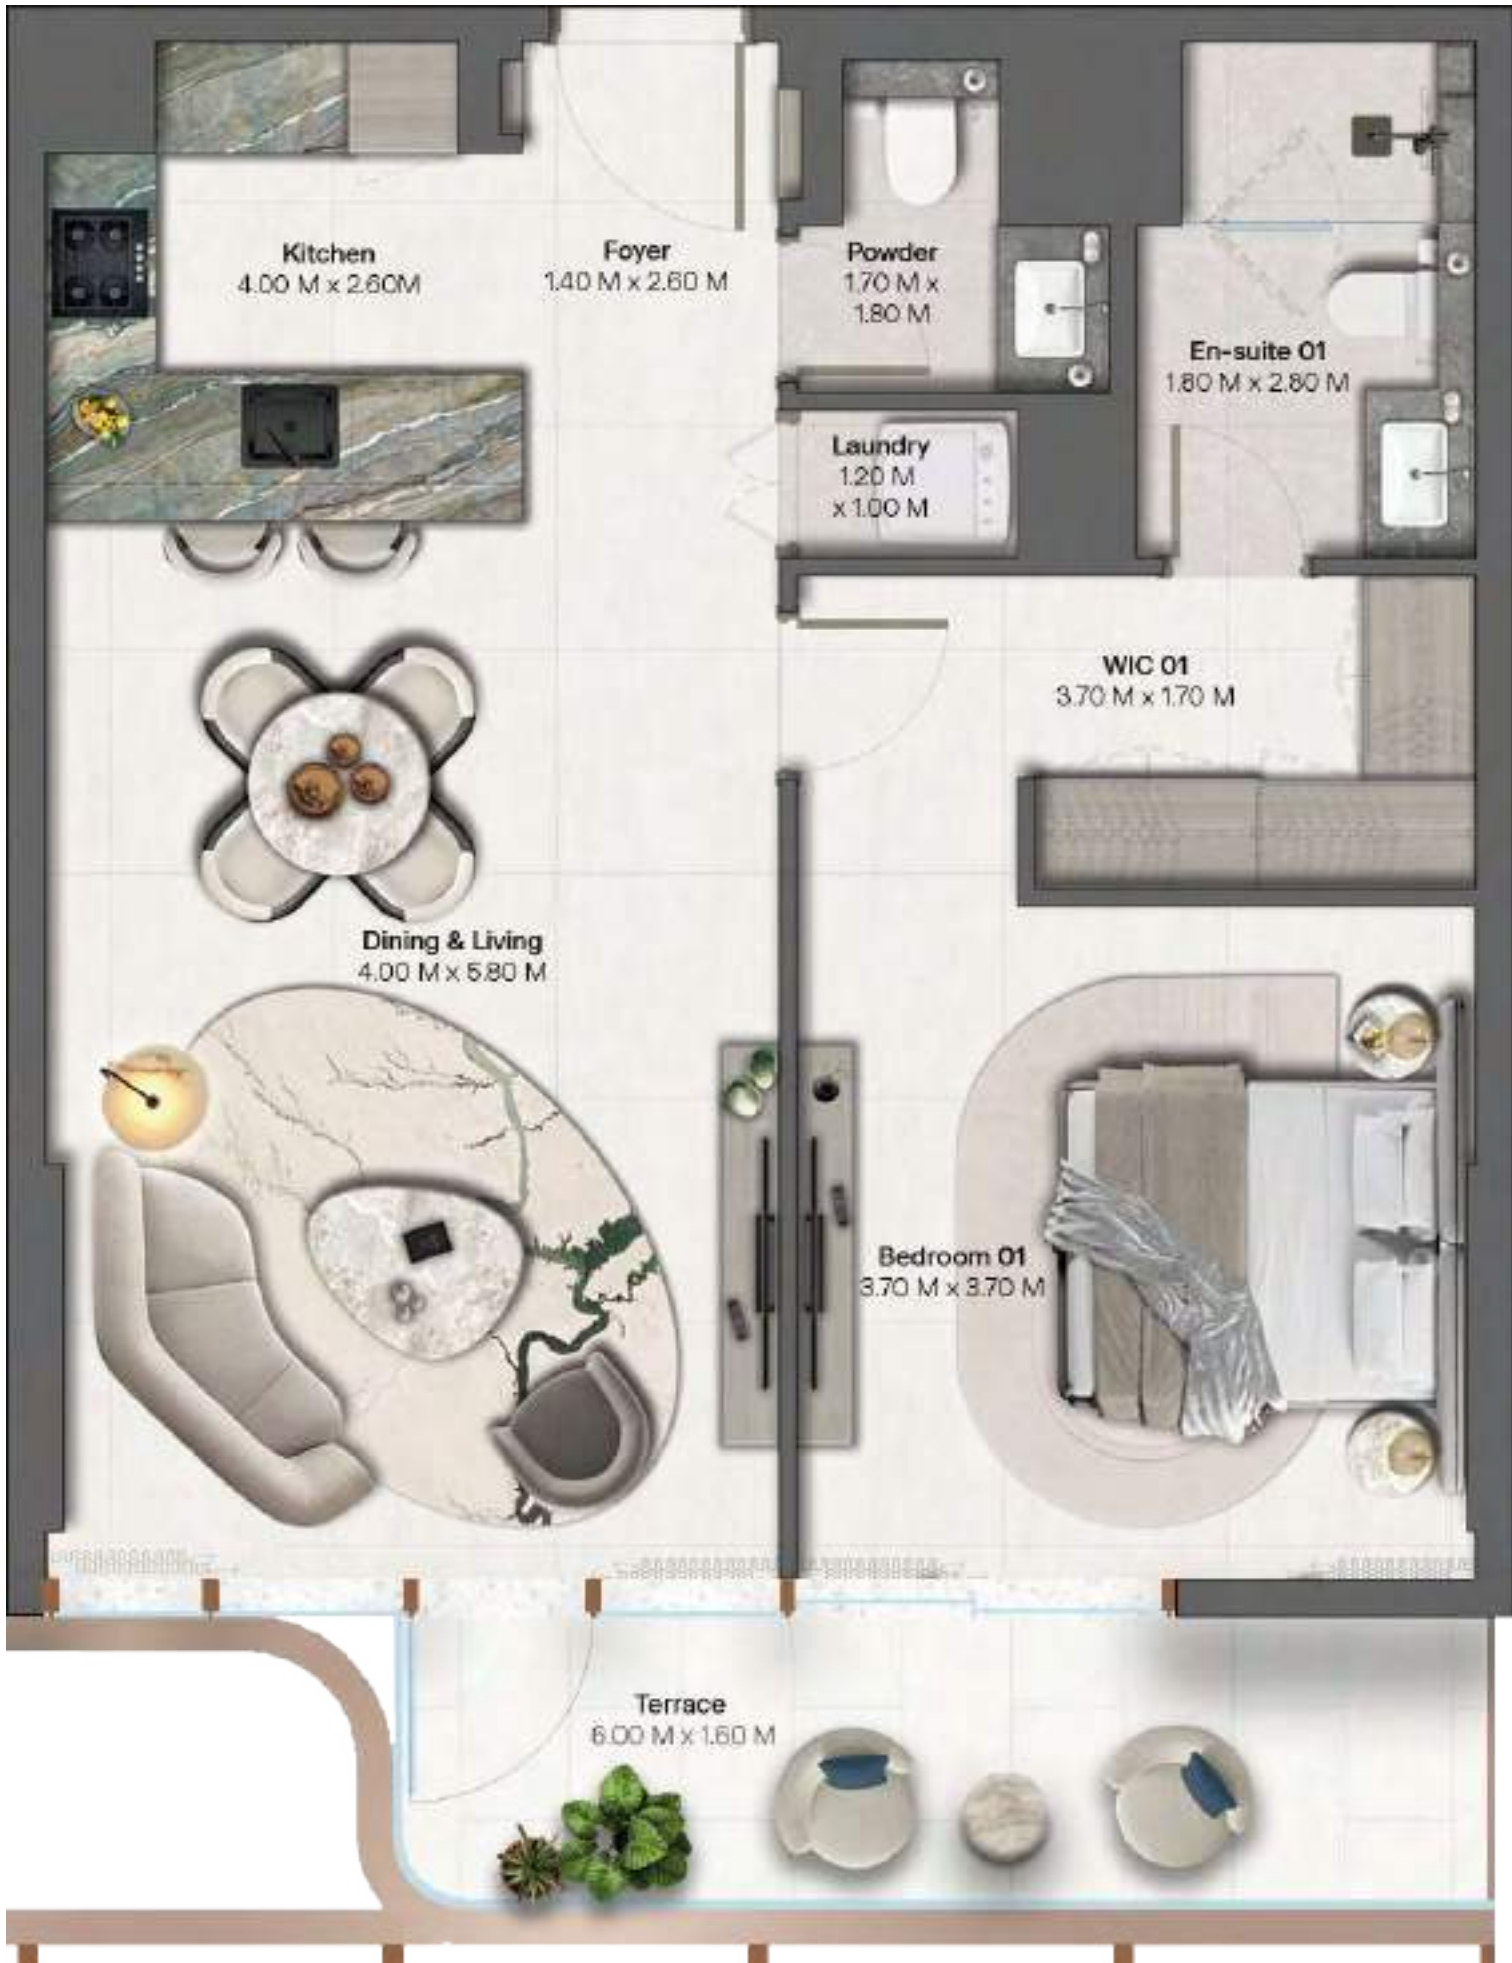 Kitchen
4.00 M x 2.60M
Foyer
1.40 M x 2.60 M
Powder
1.70 M x
1.80 M
En-suite 01
1.80 M x 2.80 M
Laundry
1.20 M
x 1.00 M
WIC 01
3.70 M x 1.70 M
Dining & Living
4.00 M x 5.80 M
Bedroom 01
3.70 M x 3.70 M
Terrace
6.00 M x 1.60 M